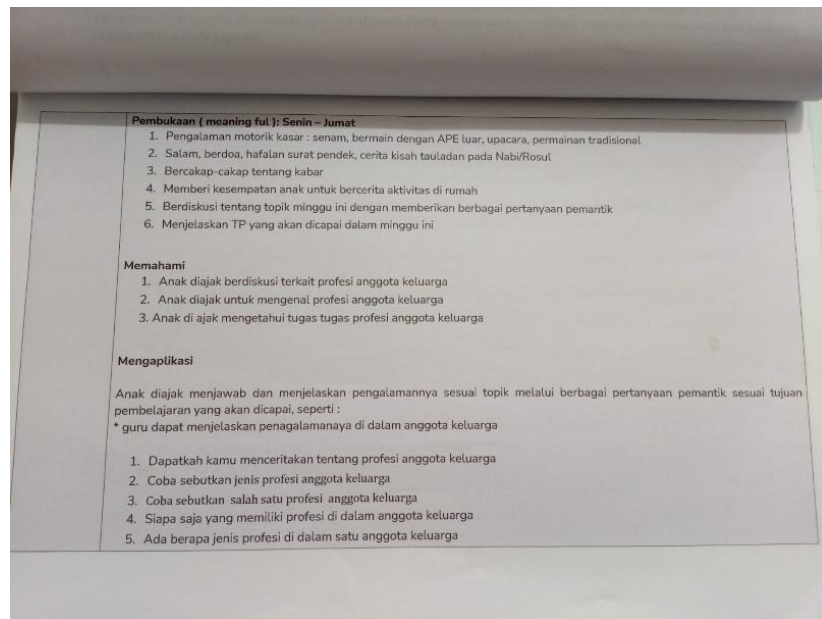 Pembukaan ( meaning ful ): Senin – Jumat
1. Pengalaman motorik kasar : senam, bermain dengan APE luar, upacara, permainan tradisional
2. Salam, berdoa, hafalan surat pendek, cerita kisah tauladan pada Nabi/Rosul
3. Bercakap-cakap tentang kabar
4. Memberi kesempatan anak untuk bercerita aktivitas di rumah
5. Berdiskusi tentang topik minggu ini dengan memberikan berbagai pertanyaan pemantik
6. Menjelaskan TP yang akan dicapai dalam minggu ini
Memahami
1. Anak diajak berdiskusi terkait profesi anggota keluarga
2. Anak diajak untuk mengenal profesi anggota keluarga
3. Anak di ajak mengetahui tugas tugas profesi anggota keluarga
Mengaplikasi
Anak diajak menjawab dan menjelaskan pengalamannya sesuai topik melalui berbagai pertanyaan pemantik sesuai tujuan
pembelajaran yang akan dicapai, seperti :
* guru dapat menjelaskan penagalamanaya di dalam anggota keluarga
1. Dapatkah kamu menceritakan tentang profesi anggota keluarga
2. Coba sebutkan jenis profesi anggota keluarga
3. Coba sebutkan salah satu profesi anggota keluarga
4. Siapa saja yang memiliki profesi di dalam anggota keluarga
5. Ada berapa jenis profesi di dalam satu anggota keluarga